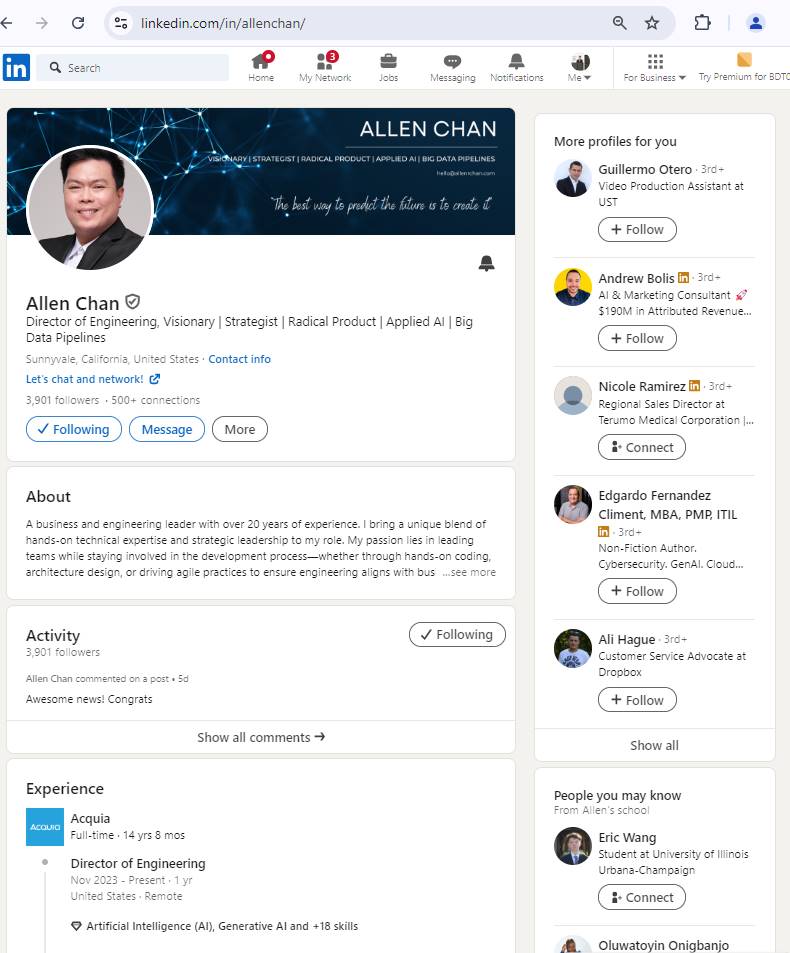 linkedin.com/in/allenchan/
in
Search
Home
3
My Network
Jobs
Messaging
Notifications
Me
For Business
Try Premium for BDT0
ALLEN CHAN
VISIONARY | STRATEGIST | RADICAL PRODUCT | APPLIED AI | BIG DATA PIPELINES
hello@allenrchan.com
"The best way to predict the future is to create it"
Allen Chan
Director of Engineering, Visionary | Strategist | Radical Product | Applied AI | Big
Data Pipelines
Sunnyvale, California, United States · Contact info
Let's chat and network!
3,901 followers · 500+ connections
Following
Message
More
About
A business and engineering leader with over 20 years of experience. I bring a unique blend of
hands-on technical expertise and strategic leadership to my role. My passion lies in leading
teams while staying involved in the development process—whether through hands-on coding,
architecture design, or driving agile practices to ensure engineering aligns with bus ...see more
Activity
Following
3,901 followers
Allen Chan commented on a post • 5d
Awesome news! Congrats
Show all comments →
Experience
ACQUIA
Acquia
Full-time · 14 yrs 8 mos
Director of Engineering
Nov 2023 - Present · 1 yr
United States · Remote
Artificial Intelligence (AI), Generative AI and +18 skills
More profiles for you
Guillermo Otero · 3rd+
Video Production Assistant at
UST
+ Follow
Andrew Bolis in · 3rd+
AI & Marketing Consultant 🚀
$190M in Attributed Revenue...
+ Follow
Nicole Ramirez in · 3rd+
Regional Sales Director at
Terumo Medical Corporation |...
Connect
Edgardo Fernandez
Climent, MBA, PMP, ITIL
in · 3rd+
Non-Fiction Author.
Cybersecurity. GenAI. Cloud...
+ Follow
Ali Hague · 3rd+
Customer Service Advocate at
Dropbox
+ Follow
Show all
People you may know
From Allen's school
Eric Wang
Student at University of Illinois
Urbana-Champaign
Connect
Oluwatoyin Onigbanjo